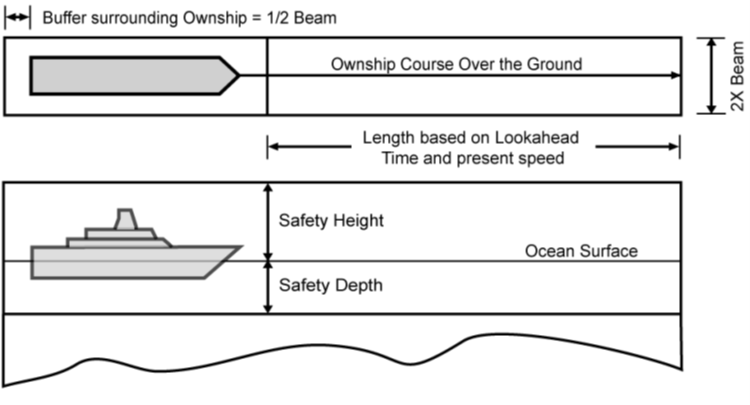 Buffer surrounding Ownship = 1/2 Beam
Ownship Course Over the Ground
2X Beam
Length based on Lookahead
Time and present speed
Safety Height
Ocean Surface
Safety Depth